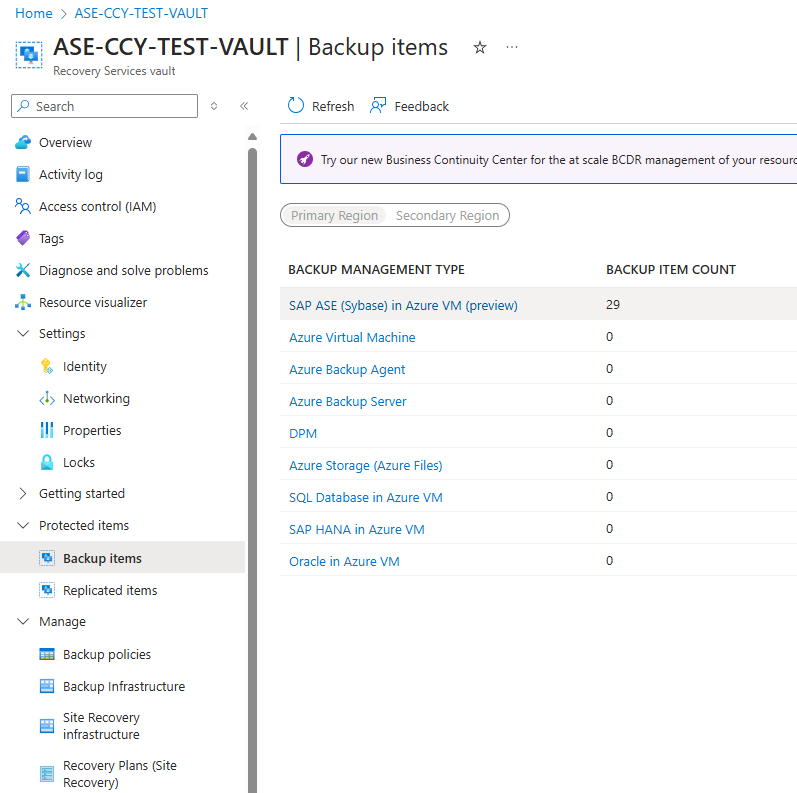 Home > ASE-CCY-TEST-VAULT
ASE-CCY-TEST-VAULT | Backup items
Recovery Services vault
Search
Refresh
Feedback
Overview
Activity log
Access control (IAM)
Tags
Diagnose and solve problems
Resource visualizer
Settings
Identity
Networking
Properties
Locks
Getting started
Protected items
Backup items
Replicated items
Manage
Backup policies
Backup Infrastructure
Site Recovery
infrastructure
Recovery Plans (Site
Recovery)
Try our new Business Continuity Center for the at scale BCDR management of your resourc
Primary Region Secondary Region
BACKUP MANAGEMENT TYPE BACKUP ITEM COUNT
SAP ASE (Sybase) in Azure VM (preview) 29
Azure Virtual Machine 0
Azure Backup Agent 0
Azure Backup Server 0
DPM 0
Azure Storage (Azure Files) 0
SQL Database in Azure VM 0
SAP HANA in Azure VM 0
Oracle in Azure VM 0